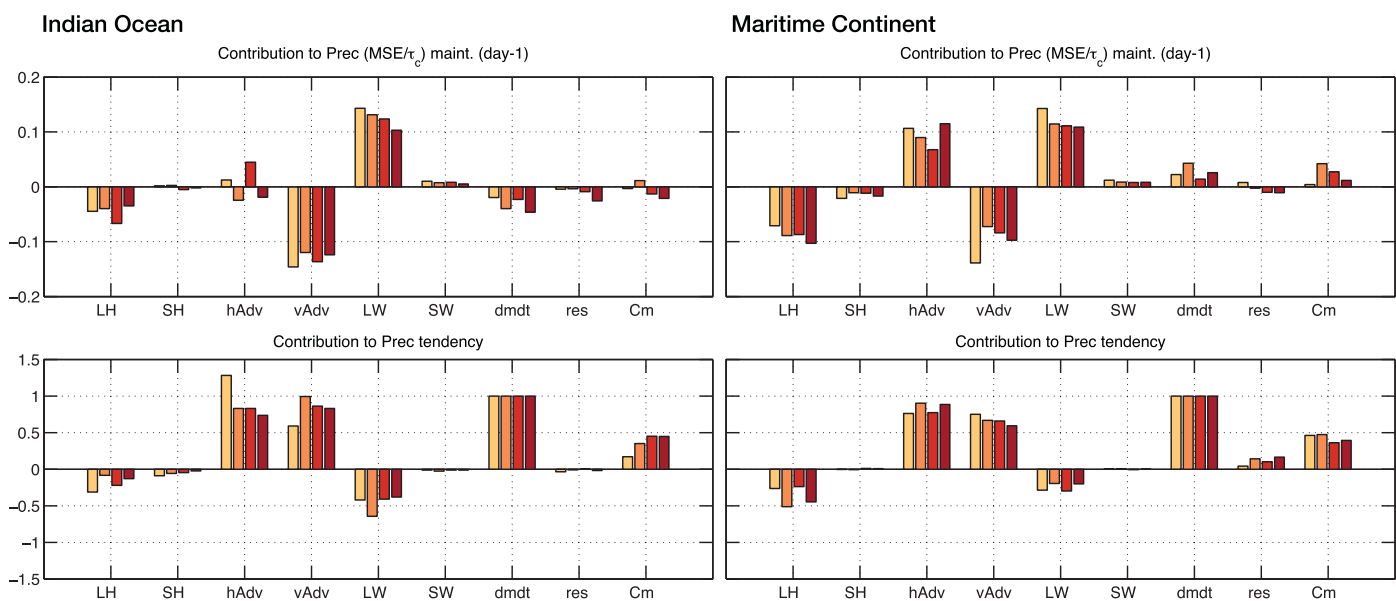 Indian Ocean
Contribution to Prec (MSE/τc) maint. (day-1)
0.2
0.1
0
−0.1
−0.2
LH SH hAdv vAdv LW SW dmdt res Cm
Contribution to Prec tendency
1.5
1
0.5
0
−0.5
−1
−1.5
LH SH hAdv vAdv LW SW dmdt res Cm
Maritime Continent
Contribution to Prec (MSE/τc) maint. (day-1)
LH SH hAdv vAdv LW SW dmdt res Cm
Contribution to Prec tendency
LH SH hAdv vAdv LW SW dmdt res Cm